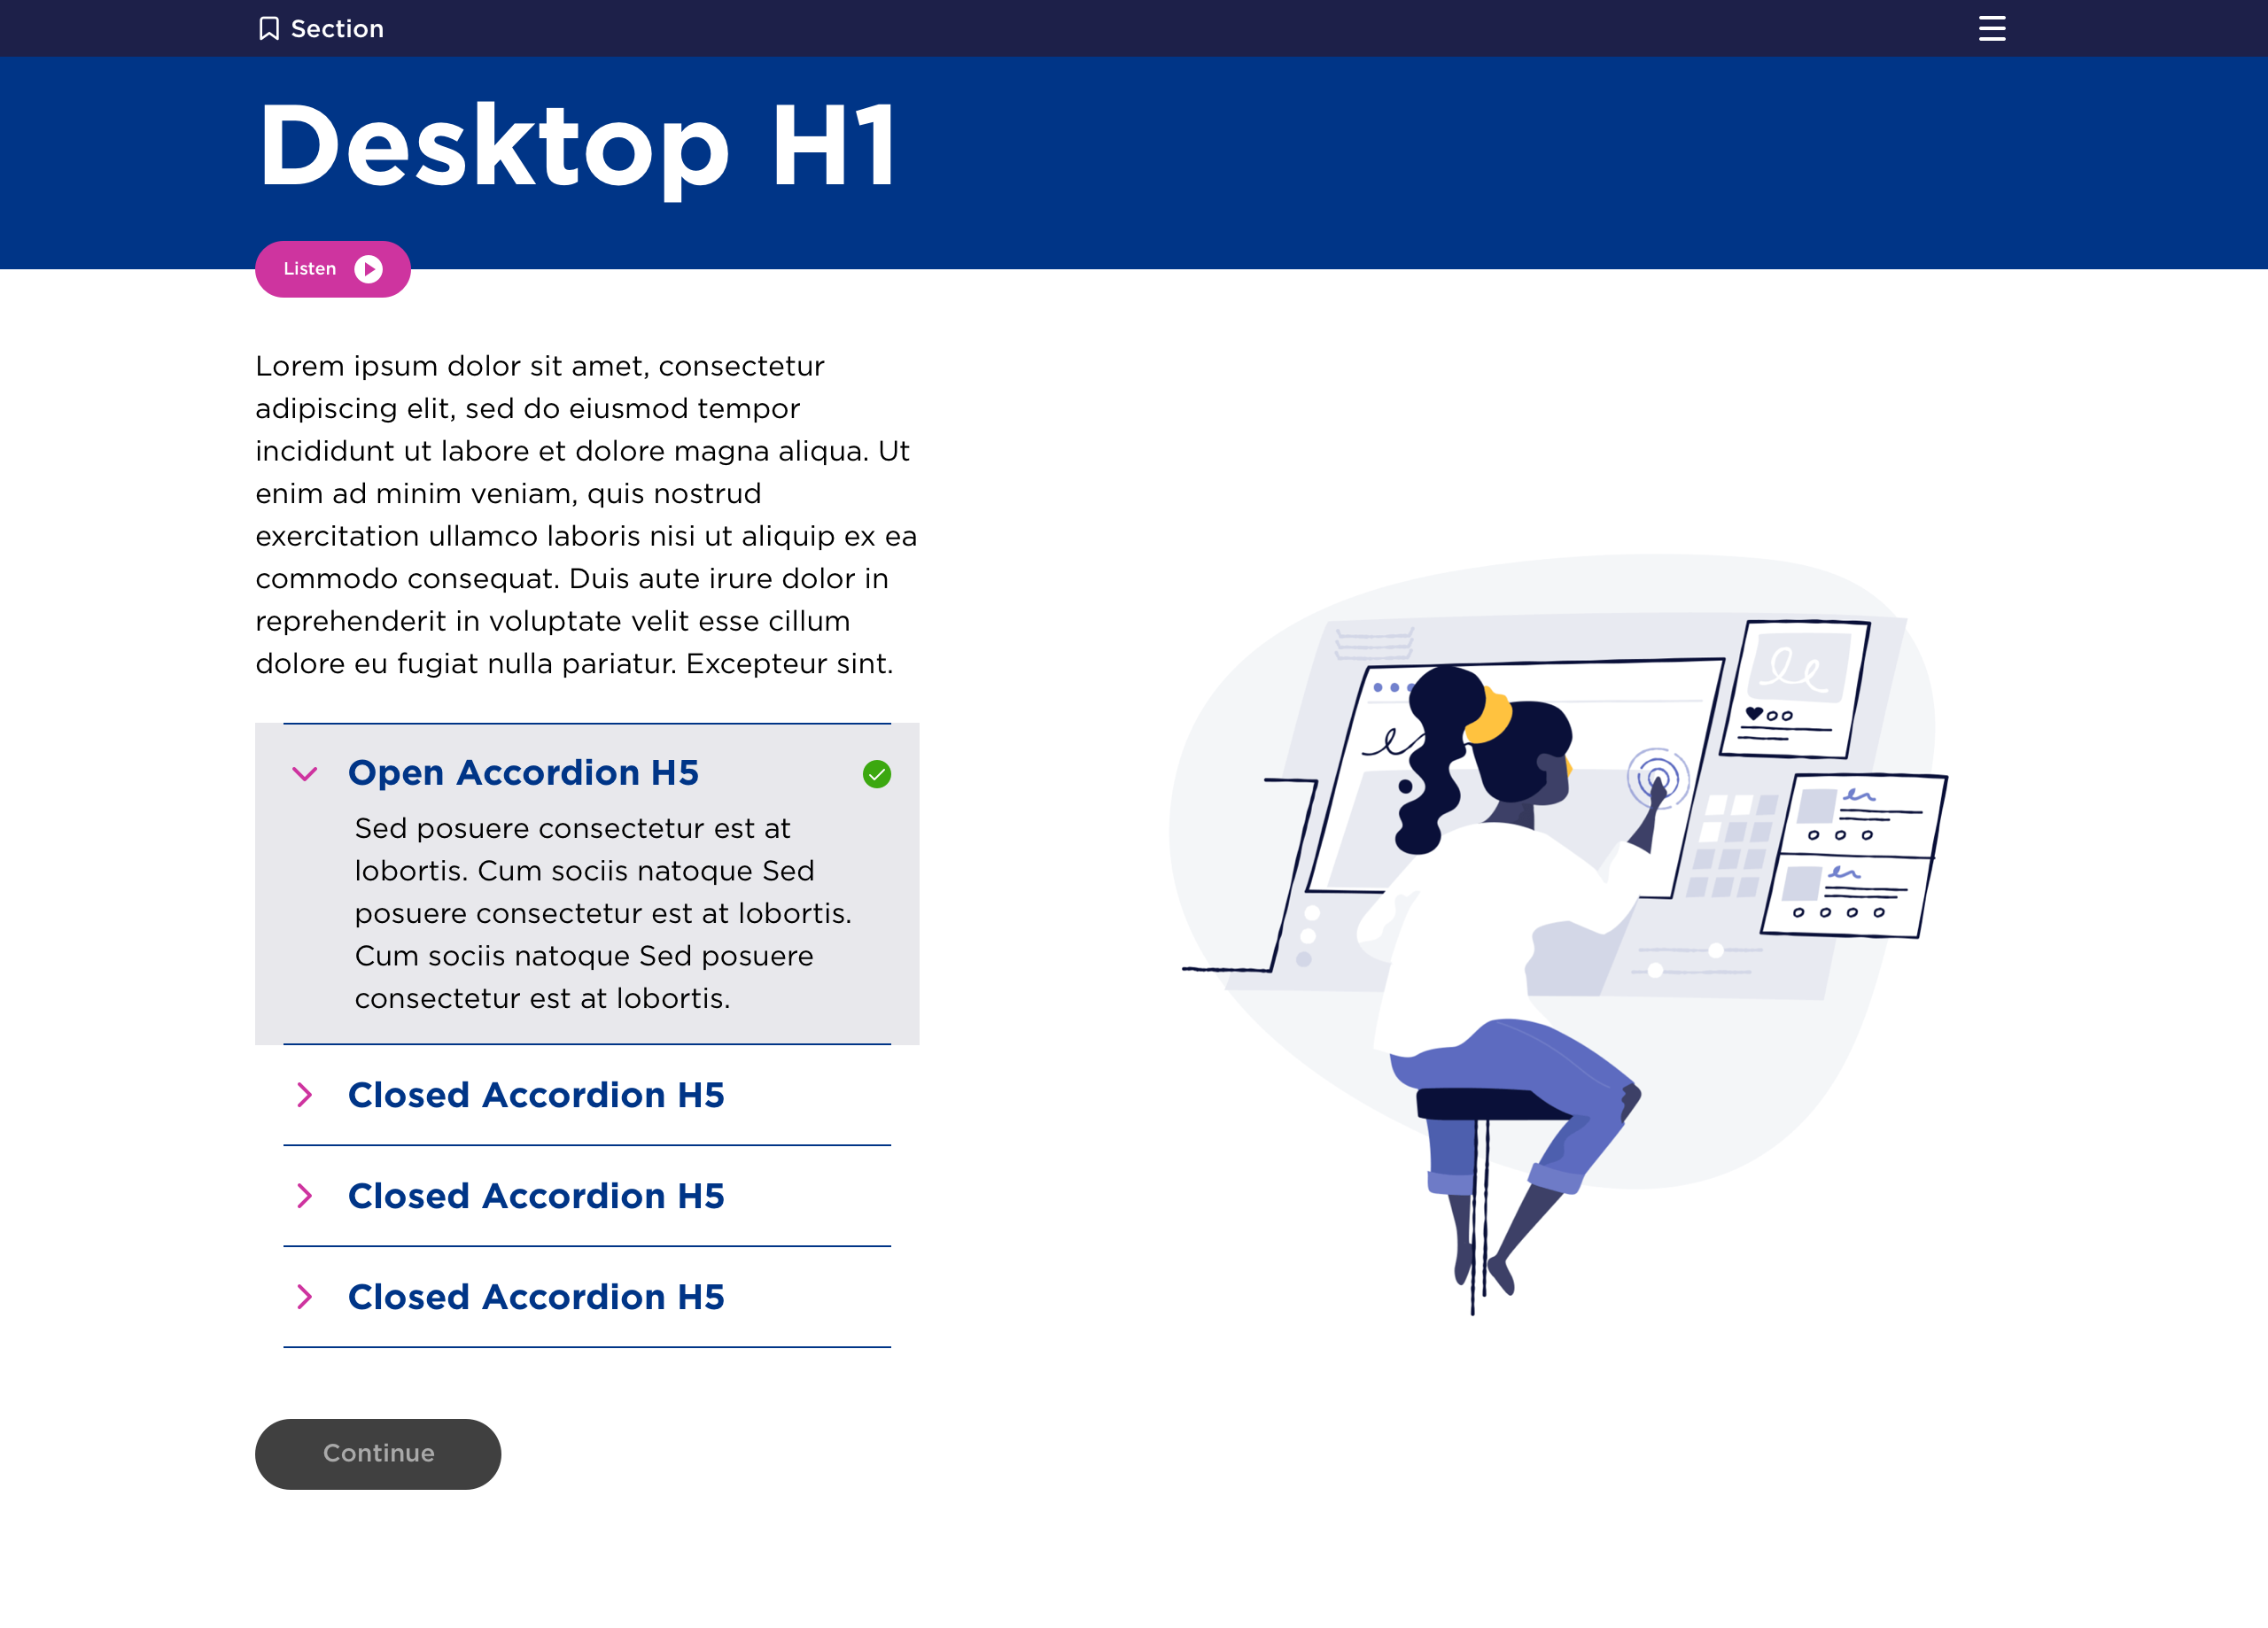 Section
Desktop H1
Listen
Lorem ipsum dolor sit amet, consectetur
adipiscing elit, sed do eiusmod tempor
incididunt ut labore et dolore magna aliqua. Ut
enim ad minim veniam, quis nostrud
exercitation ullamco laboris nisi ut aliquip ex ea
commodo consequat. Duis aute irure dolor in
reprehenderit in voluptate velit esse cillum
dolore eu fugiat nulla pariatur. Excepteur sint.
Open Accordion H5
Sed posuere consectetur est at
lobortis. Cum sociis natoque Sed
posuere consectetur est at lobortis.
Cum sociis natoque Sed posuere
consectetur est at lobortis.
Closed Accordion H5
Closed Accordion H5
Closed Accordion H5
Continue